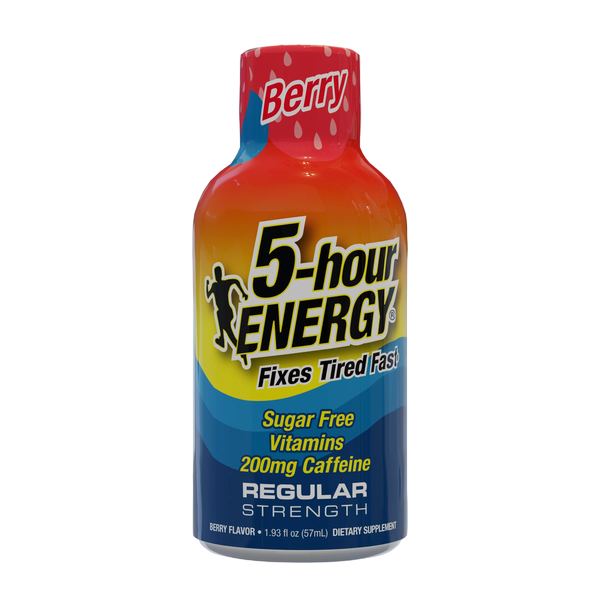 Berry
5-hour
ENERGY®
Fixes Tired Fast
Sugar Free
Vitamins
200mg Caffeine
REGULAR
STRENGTH
BERRY FLAVOR • 1.93 fl oz (57mL) DIETARY SUPPLEMENT